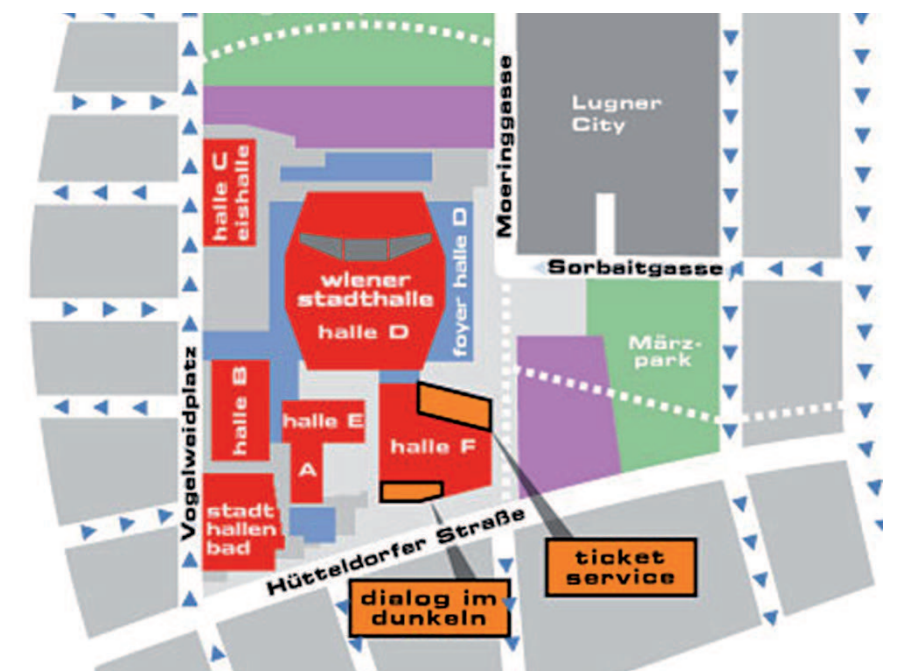 Lugner
City
Moeringgasse
halle C
eishalle
wiener
stadthalle
halle D
foyer halle D
Sorbaitgasse
März-
park
Vogelweidplatz
halle B
halle E
A
halle F
stadt
hallen
bad
Hütteldorfer Straße
ticket
service
dialog im
dunkeln